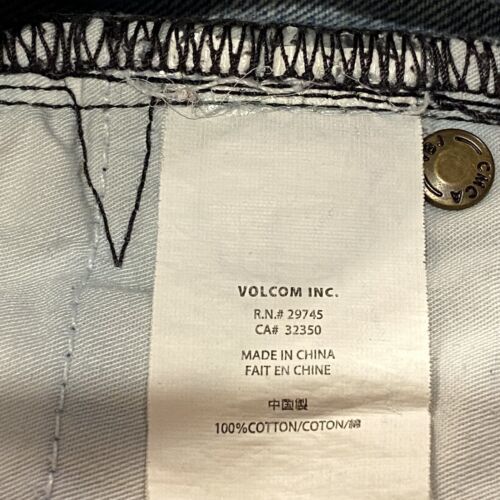 VOLCOM INC.
R.N.# 29745
CA# 32350
MADE IN CHINA
FAIT EN CHINE
中国製
100%COTTON/COTON/綿